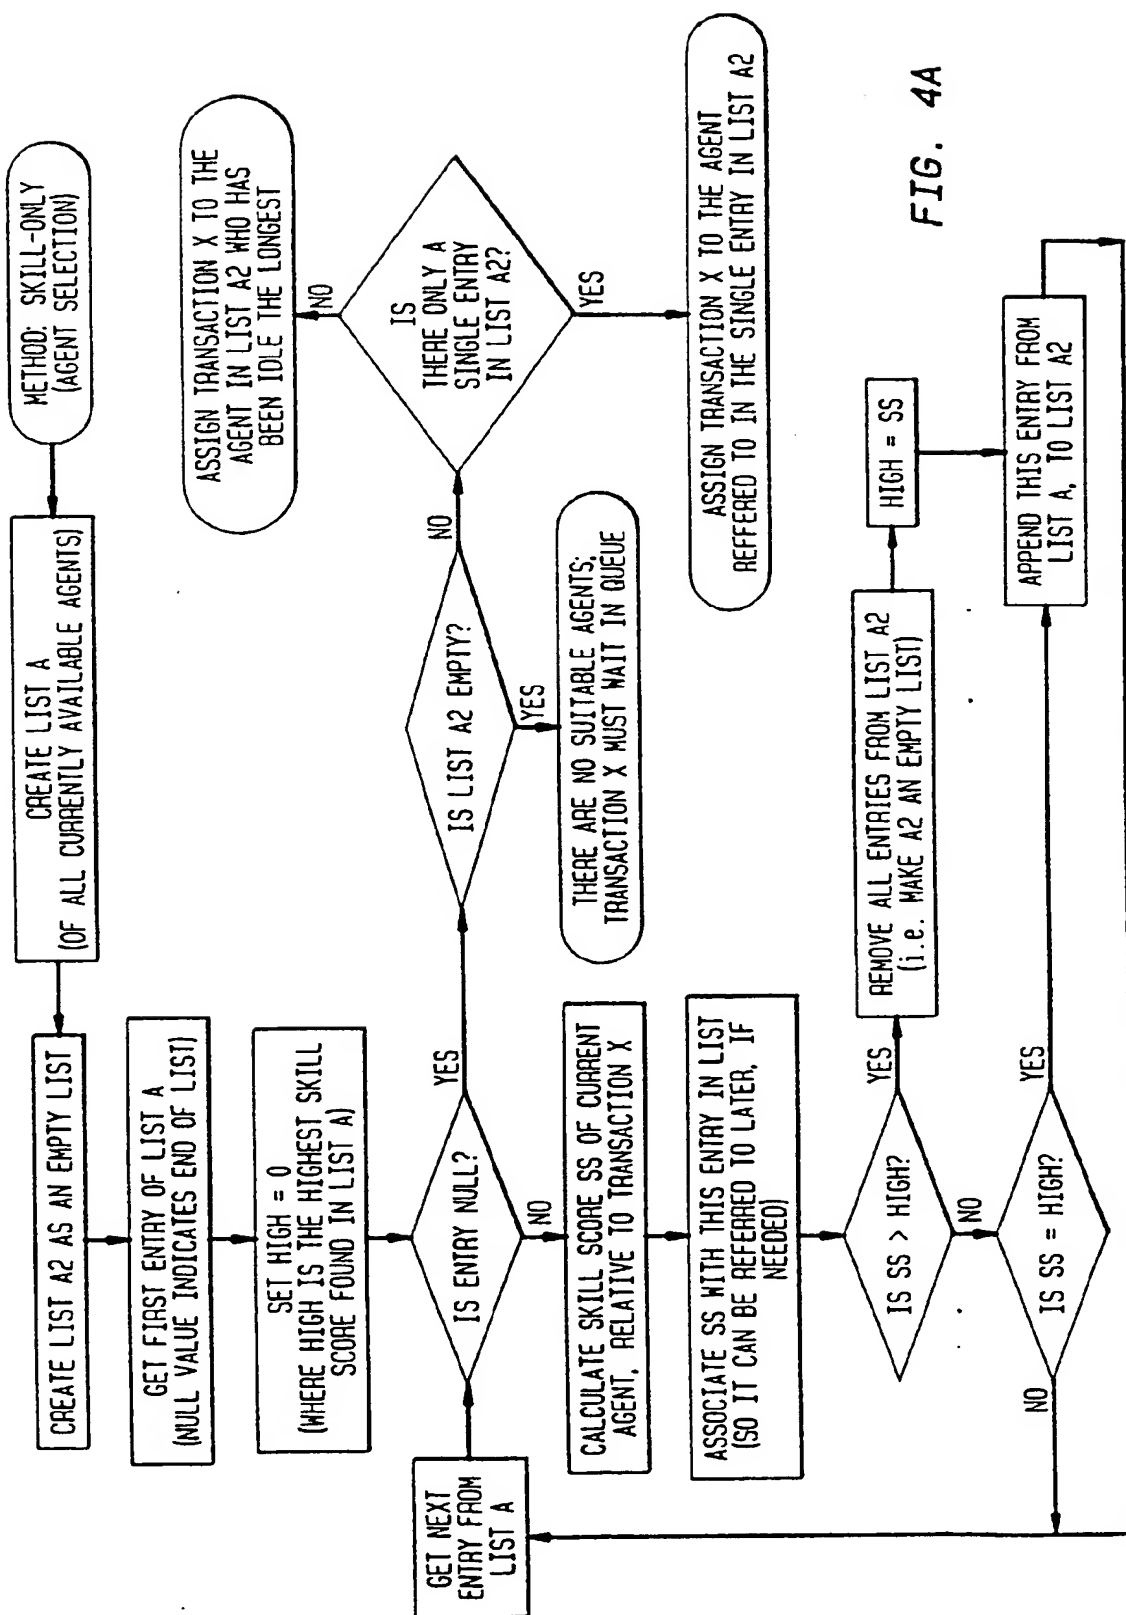 METHOD: SKILL-ONLY
(AGENT SELECTION)
CREATE LIST A
(OF ALL CURRENTLY AVAILABLE AGENTS)
CREATE LIST A2 AS AN EMPTY LIST
GET FIRST ENTRY OF LIST A
(NULL VALUE INDICATES END OF LIST)
SET HIGH = 0
(WHERE HIGH IS THE HIGHEST SKILL
SCORE FOUND IN LIST A)
GET NEXT
ENTRY FROM
LIST A
IS ENTRY NULL?
YES
NO
IS LIST A2 EMPTY?
NO
YES
THERE ARE NO SUITABLE AGENTS;
TRANSACTION X MUST WAIT IN QUEUE
IS
THERE ONLY A
SINGLE ENTRY
IN LIST A2?
NO
YES
ASSIGN TRANSACTION X TO THE
AGENT IN LIST A2 WHO HAS
BEEN IDLE THE LONGEST
ASSIGN TRANSACTION X TO THE AGENT
REFFERED TO IN THE SINGLE ENTRY IN LIST A2
CALCULATE SKILL SCORE SS OF CURRENT
AGENT, RELATIVE TO TRANSACTION X
ASSOCIATE SS WITH THIS ENTRY IN LIST
(SO IT CAN BE REFERRED TO LATER, IF
NEEDED)
IS SS > HIGH?
YES
NO
REMOVE ALL ENTRIES FROM LIST A2
(i.e. MAKE A2 AN EMPTY LIST)
HIGH = SS
IS SS = HIGH?
YES
NO
APPEND THIS ENTRY FROM
LIST A, TO LIST A2
FIG. 4A